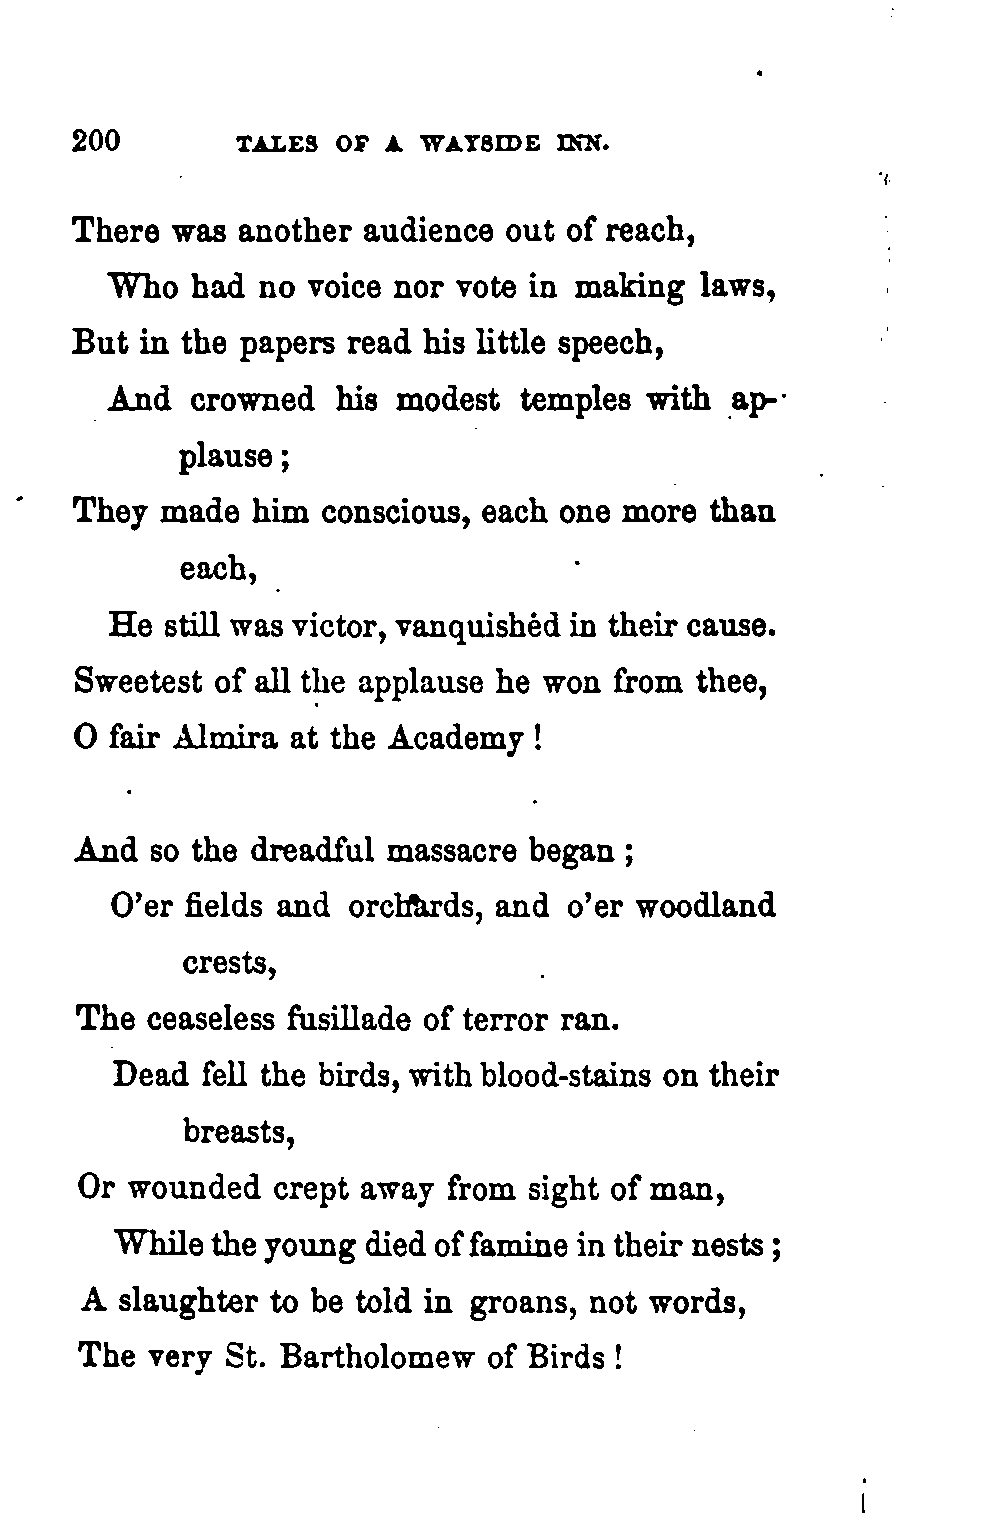 200 TALES OF A WAYSIDE INN.
There was another audience out of reach,
Who had no voice nor vote in making laws,
But in the papers read his little speech,
And crowned his modest temples with ap-
plause ;
They made him conscious, each one more than
each,
He still was victor, vanquishèd in their cause.
Sweetest of all the applause he won from thee,
O fair Almira at the Academy !
And so the dreadful massacre began ;
O'er fields and orchards, and o'er woodland
crests,
The ceaseless fusillade of terror ran.
Dead fell the birds, with blood-stains on their
breasts,
Or wounded crept away from sight of man,
While the young died of famine in their nests ;
A slaughter to be told in groans, not words,
The very St. Bartholomew of Birds !